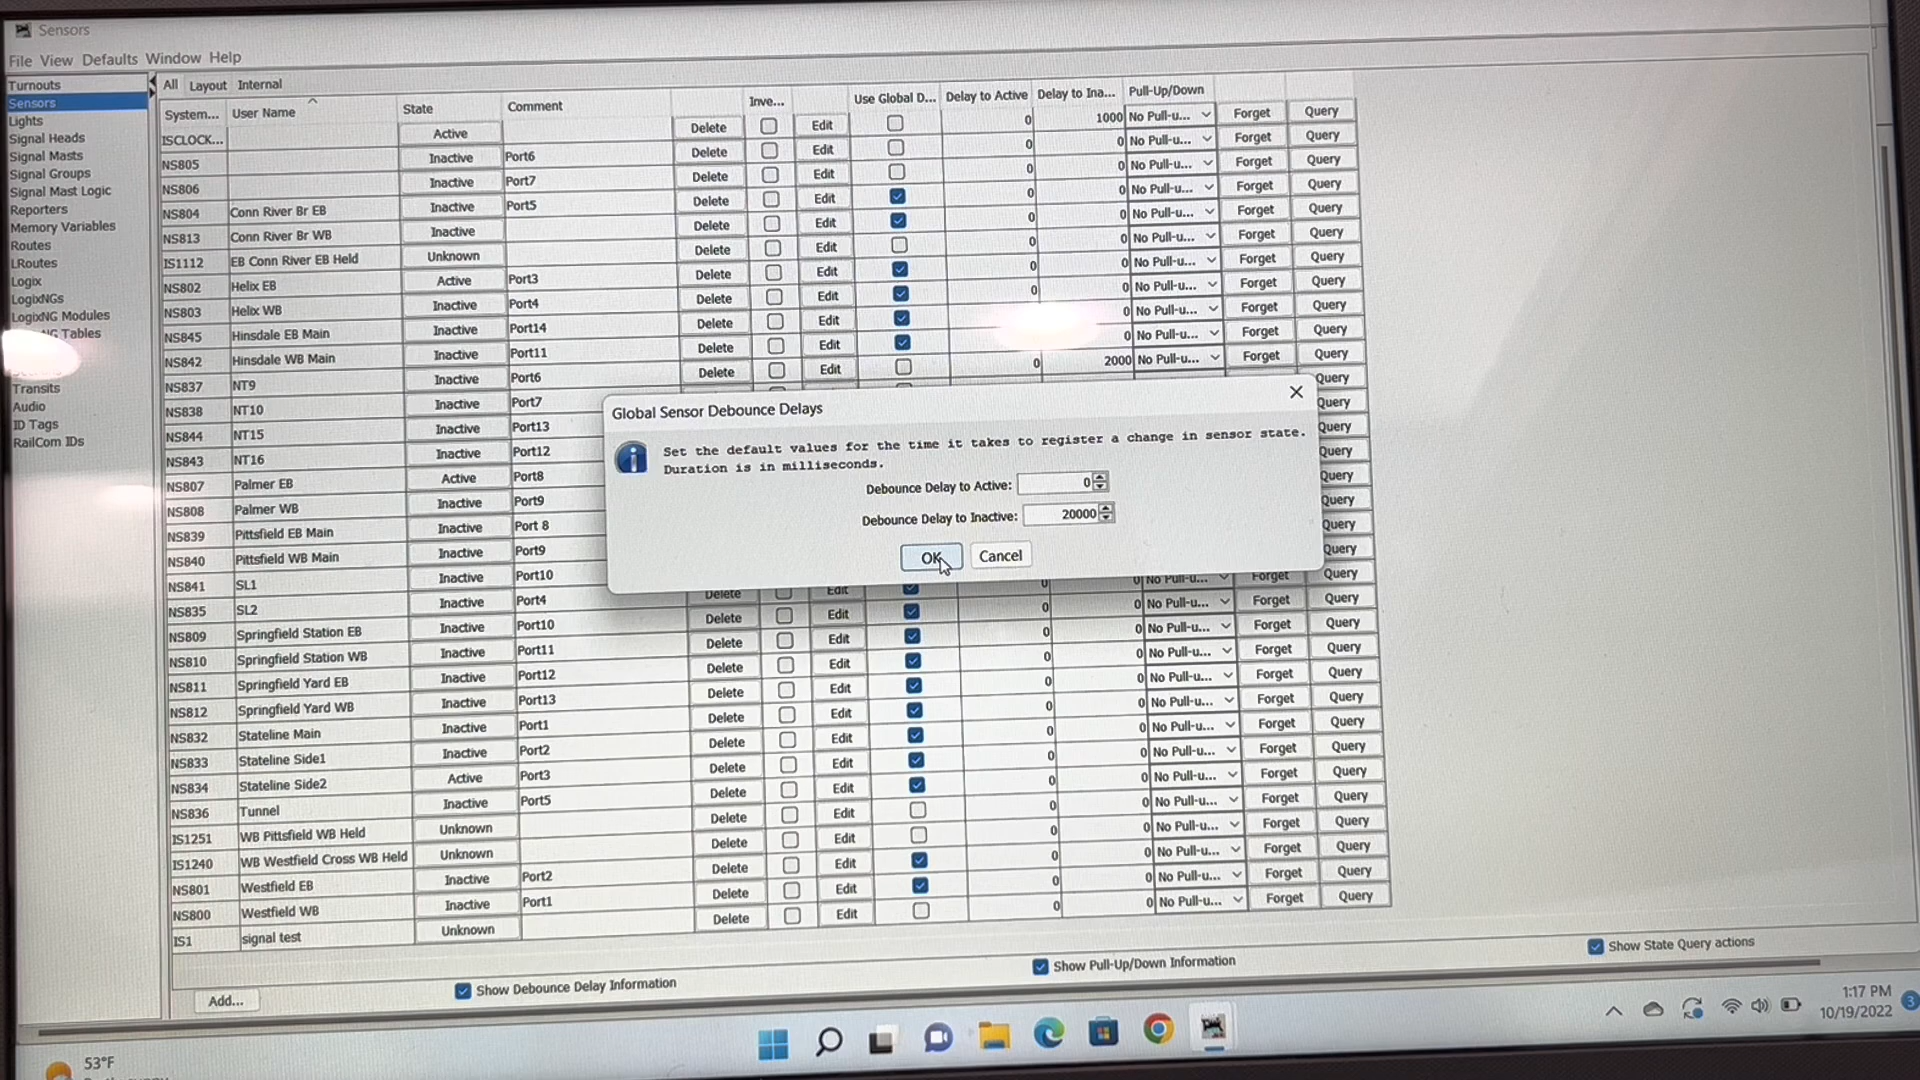 Sensors
File View Defaults Window Help
Turnouts
Sensors
Lights
Signal Heads
Signal Masts
Signal Groups
Signal Mast Logic
Reporters
Memory Variables
Routes
LRoutes
Logix
LogixNGs
LogixNG Modules
Tables
Transits
Audio
ID Tags
RailCom IDs
All Layout Internal
System... User Name State Comment Inve... Use Global D... Delay to Active Delay to Ina... Pull-Up/Down
ISCLOCK... Active Delete Edit 0 1000 No Pull-u... Forget Query
NS805 Inactive Port6 Delete Edit 0 0 No Pull-u... Forget Query
NS806 Inactive Port7 Delete Edit 0 0 No Pull-u... Forget Query
NS804 Conn River Br EB Inactive Port5 Delete Edit 0 0 No Pull-u... Forget Query
NS813 Conn River Br WB Inactive Delete Edit 0 0 No Pull-u... Forget Query
IS1112 EB Conn River EB Held Unknown Delete Edit 0 0 No Pull-u... Forget Query
NS802 Helix EB Active Port3 Delete Edit 0 0 No Pull-u... Forget Query
NS803 Helix WB Inactive Port4 Delete Edit 0 0 No Pull-u... Forget Query
NS845 Hinsdale EB Main Inactive Port14 Delete Edit 0 No Pull-u... Forget Query
NS842 Hinsdale WB Main Inactive Port11 Delete Edit 0 No Pull-u... Forget Query
NS837 NT9 Inactive Port6 Delete Edit 0 2000 No Pull-u... Forget Query
NS838 NT10 Inactive Port7 Query
NS844 NT15 Inactive Port13 Query
NS843 NT16 Inactive Port12 Query
NS807 Palmer EB Active Port8 Query
NS808 Palmer WB Inactive Port9 Query
NS839 Pittsfield EB Main Inactive Port 8 Query
NS840 Pittsfield WB Main Inactive Port9 Query
NS841 SL1 Inactive Port10 Query
NS835 SL2 Inactive Port4 Delete Edit 0 0 No Pull-u... Forget Query
NS809 Springfield Station EB Inactive Port10 Delete Edit 0 0 No Pull-u... Forget Query
NS810 Springfield Station WB Inactive Port11 Delete Edit 0 0 No Pull-u... Forget Query
NS811 Springfield Yard EB Inactive Port12 Delete Edit 0 0 No Pull-u... Forget Query
NS812 Springfield Yard WB Inactive Port13 Delete Edit 0 0 No Pull-u... Forget Query
NS832 Stateline Main Inactive Port1 Delete Edit 0 0 No Pull-u... Forget Query
NS833 Stateline Side1 Inactive Port2 Delete Edit 0 0 No Pull-u... Forget Query
NS834 Stateline Side2 Active Port3 Delete Edit 0 0 No Pull-u... Forget Query
NS836 Tunnel Inactive Port5 Delete Edit 0 0 No Pull-u... Forget Query
IS1251 WB Pittsfield WB Held Unknown Delete Edit 0 0 No Pull-u... Forget Query
IS1240 WB Westfield Cross WB Held Unknown Delete Edit 0 0 No Pull-u... Forget Query
NS801 Westfield EB Inactive Port2 Delete Edit 0 0 No Pull-u... Forget Query
NS800 Westfield WB Inactive Port1 Delete Edit 0 0 No Pull-u... Forget Query
IS1 signal test Unknown Delete Edit 0 0 No Pull-u... Forget Query
Global Sensor Debounce Delays
Set the default values for the time it takes to register a change in sensor state.
Duration is in milliseconds.
Debounce Delay to Active: 0
Debounce Delay to Inactive: 20000
OK Cancel
Add... Show Debounce Delay Information Show Pull-Up/Down Information Show State Query actions
53°F
1:17 PM
10/19/2022
3